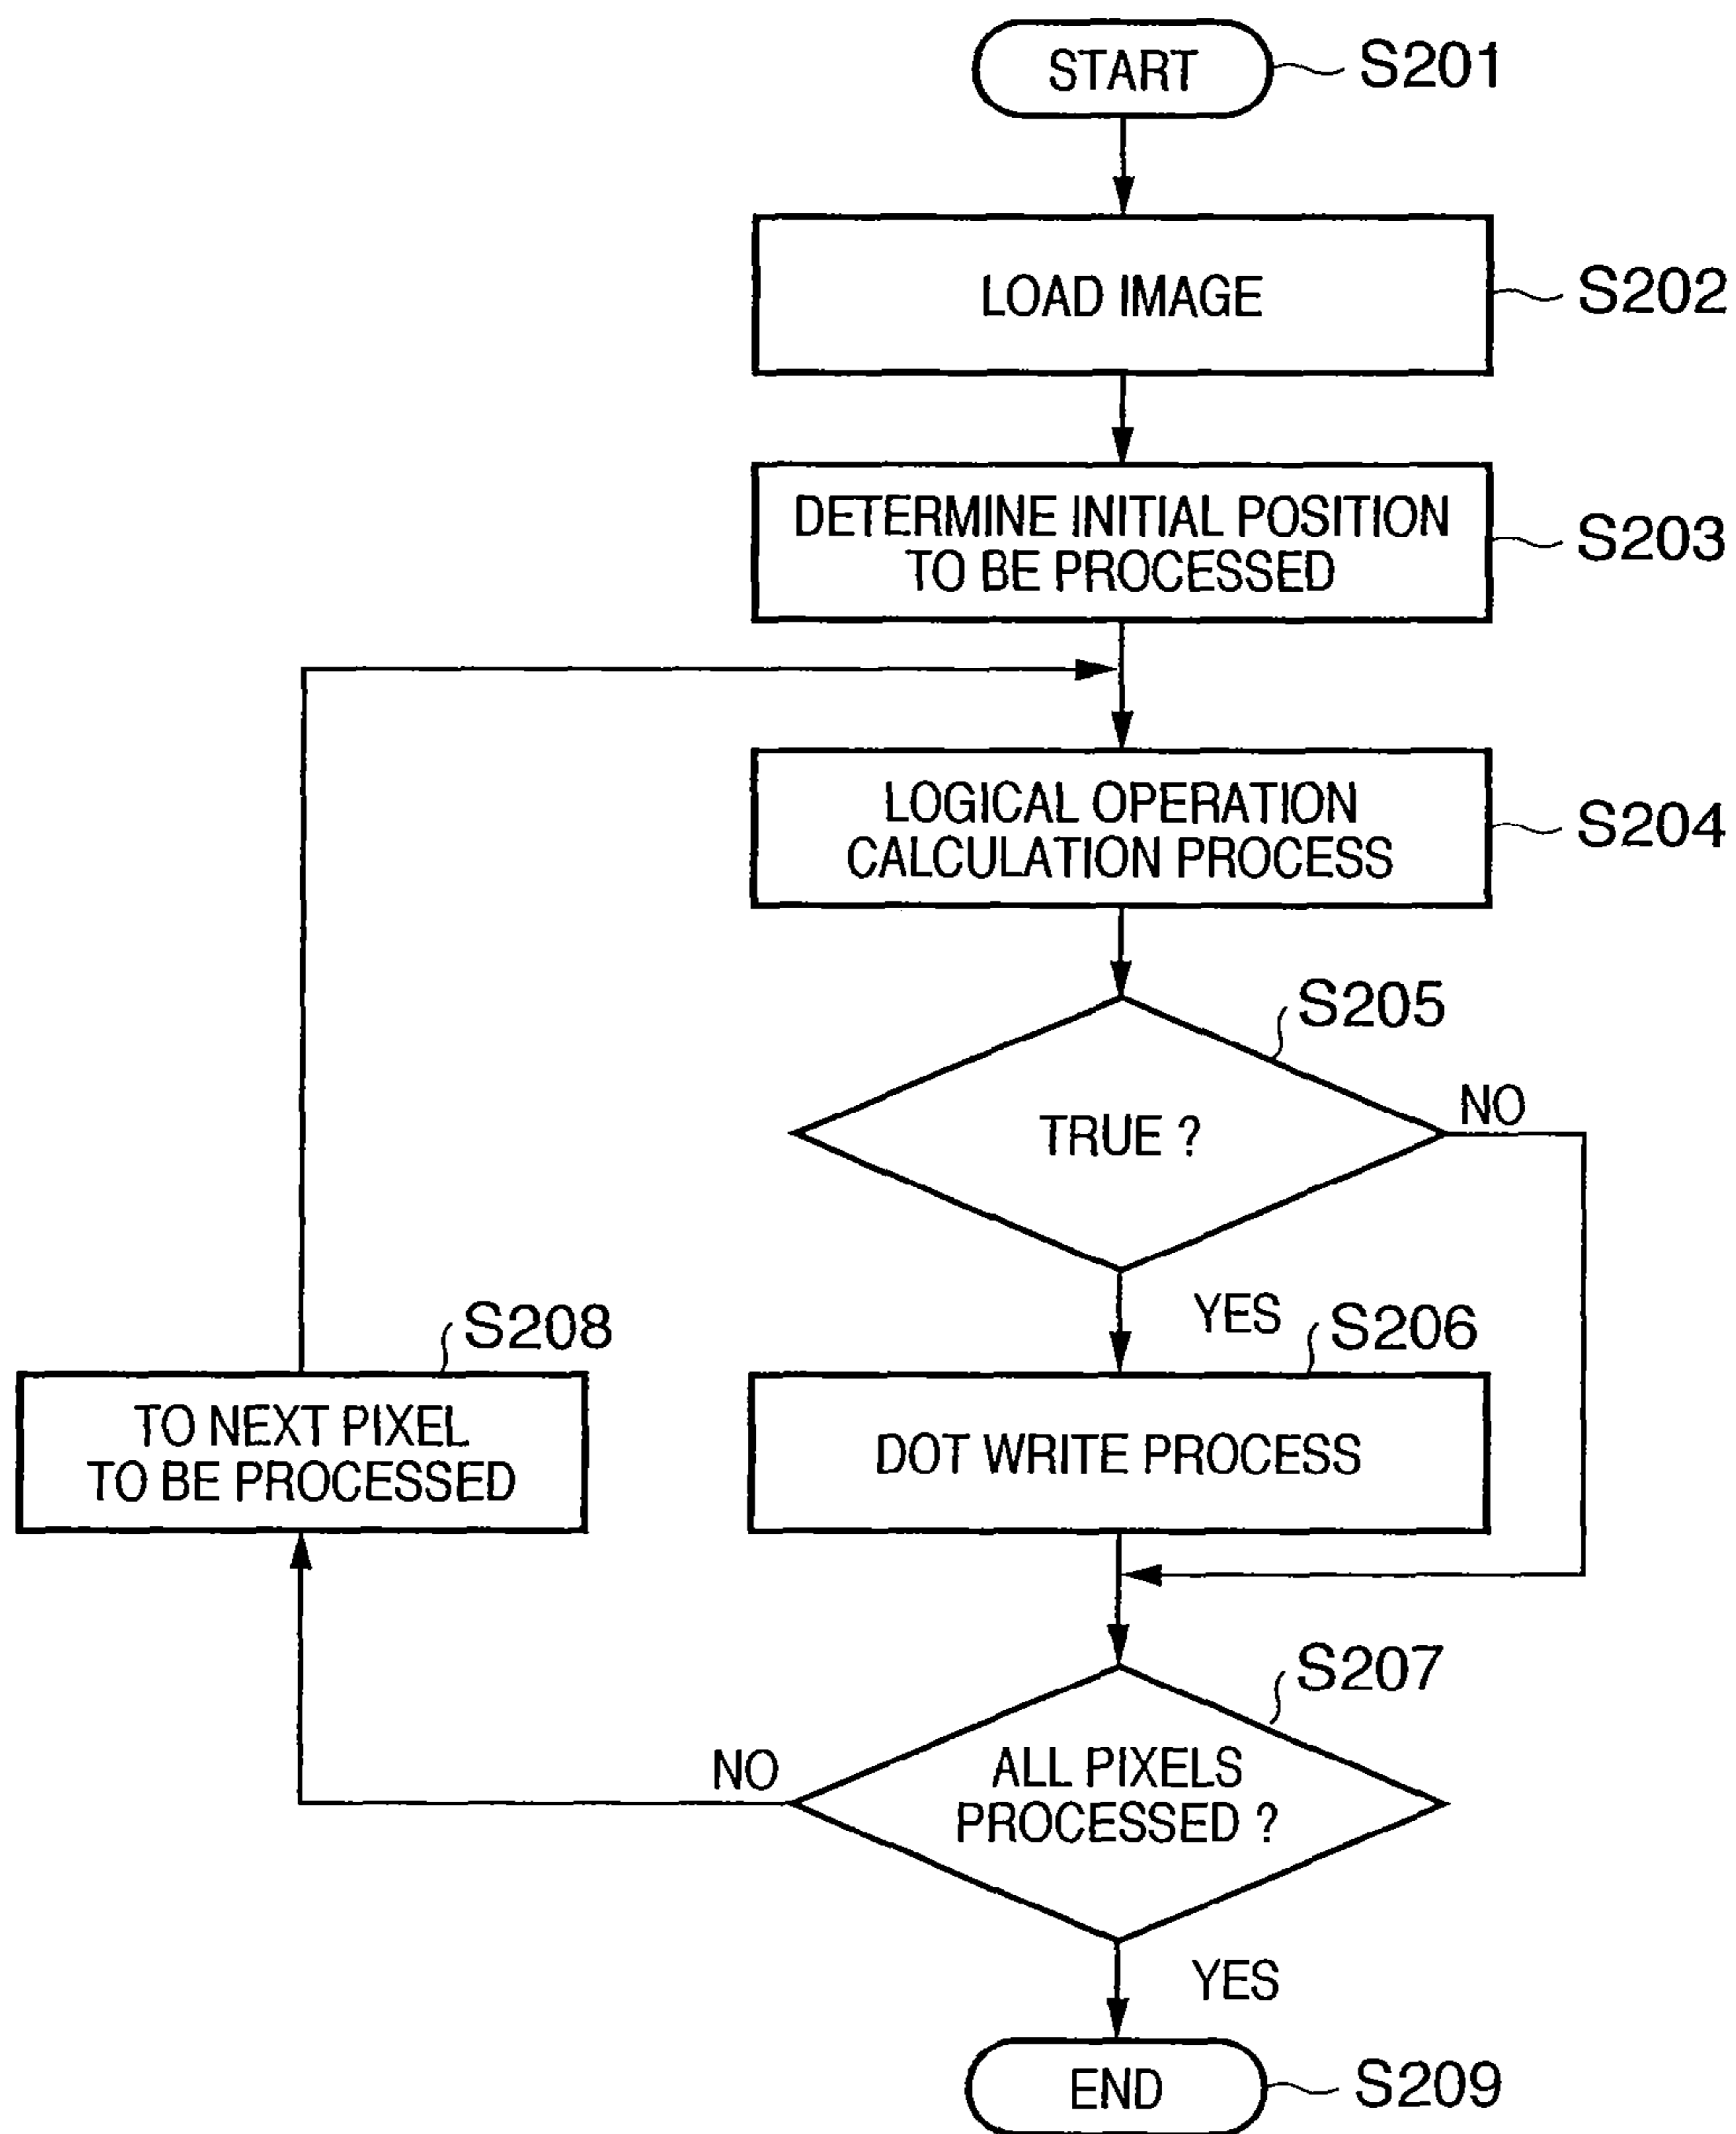 START
S201
LOAD IMAGE
S202
DETERMINE INITIAL POSITION
TO BE PROCESSED
S203
LOGICAL OPERATION
CALCULATION PROCESS
S204
S205
TRUE ?
NO
YES
S206
DOT WRITE PROCESS
S208
TO NEXT PIXEL
TO BE PROCESSED
S207
ALL PIXELS
PROCESSED ?
NO
YES
END
S209